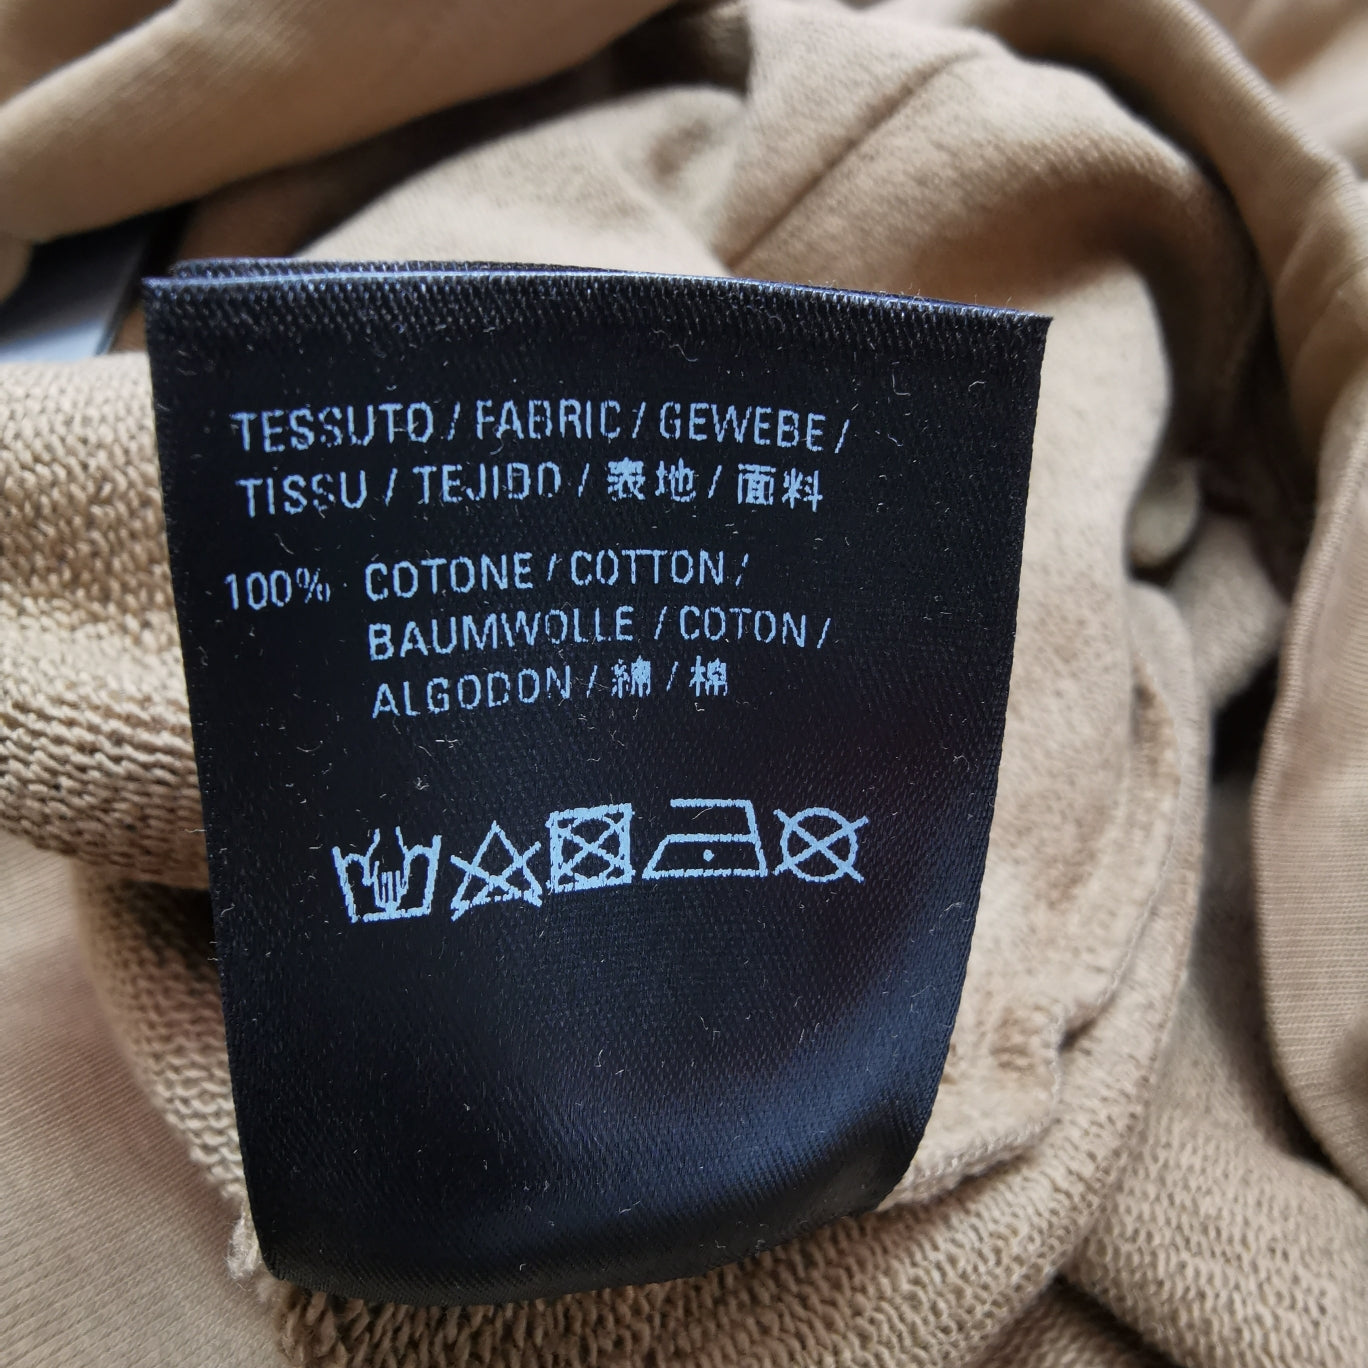 TESSUTO / FABRIC / GEWEBE /
TISSU / TEJIDO / 表地 / 面料
100% COTONE / COTTON /
BAUMWOLLE / COTON /
ALGODON / 綿 / 棉